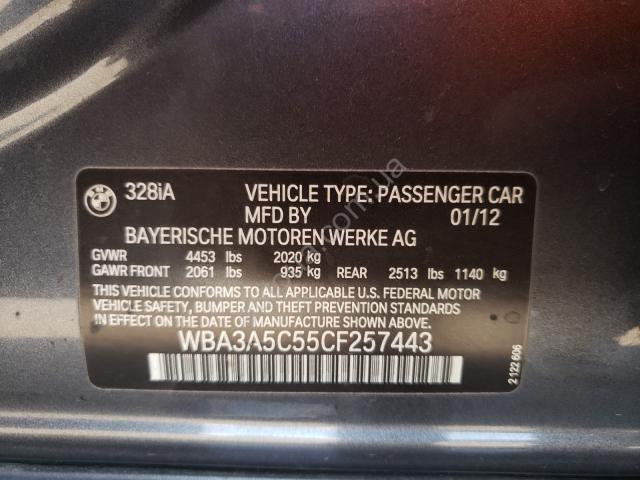 BMW
328iA VEHICLE TYPE: PASSENGER CAR
MFD BY 01/12
BAYERISCHE MOTOREN WERKE AG
GVWR 4453 lbs 2020 kg
GAWR FRONT 2061 lbs 935 kg REAR 2513 lbs 1140 kg
THIS VEHICLE CONFORMS TO ALL APPLICABLE U.S. FEDERAL MOTOR
VEHICLE SAFETY, BUMPER AND THEFT PREVENTION STANDARDS
IN EFFECT ON THE DATE OF MANUFACTURE SHOWN ABOVE.
WBA3A5C55CF257443
2 122 606